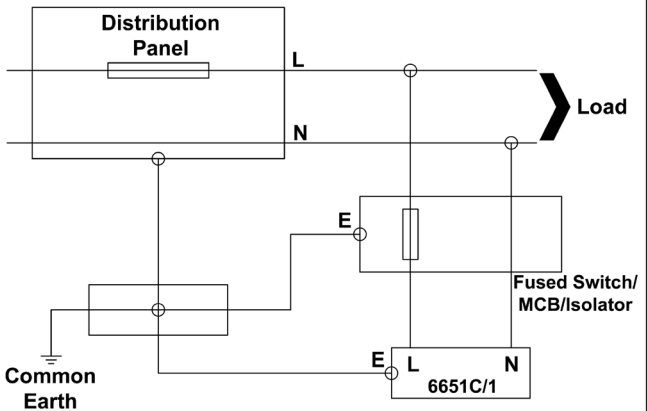 Distribution
Panel
L
N
Load
E
Fused Switch/
MCB/Isolator
E
L
N
6651C/1
Common
Earth